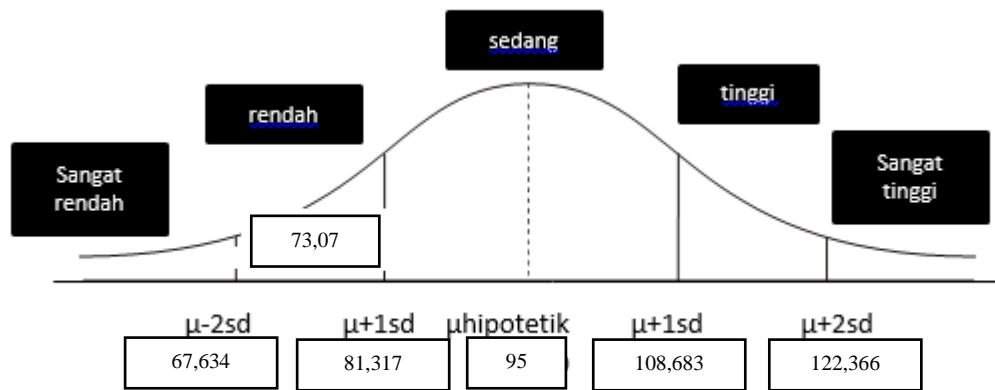 sedang
rendah
tinggi
Sangat
rendah
Sangat
tinggi
73,07
μ-2sd
μ+1sd
μhipotetik
μ+1sd
μ+2sd
67,634
81,317
95
108,683
122,366